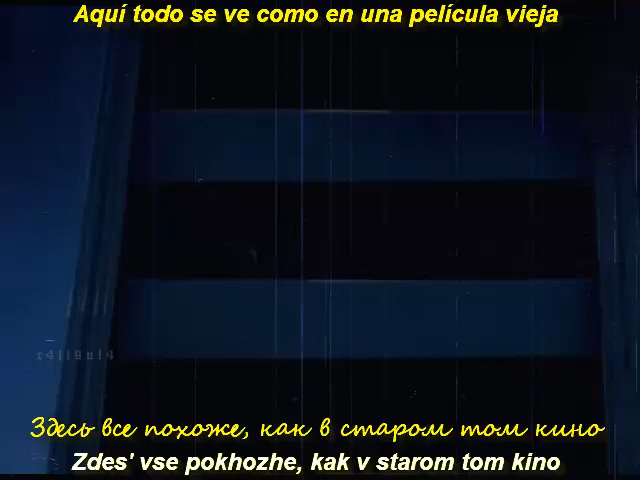 Aquí todo se ve como en una película vieja
Здесь все похоже, как в старом том кино
Zdes' vse pokhozhe, kak v starom tom kino